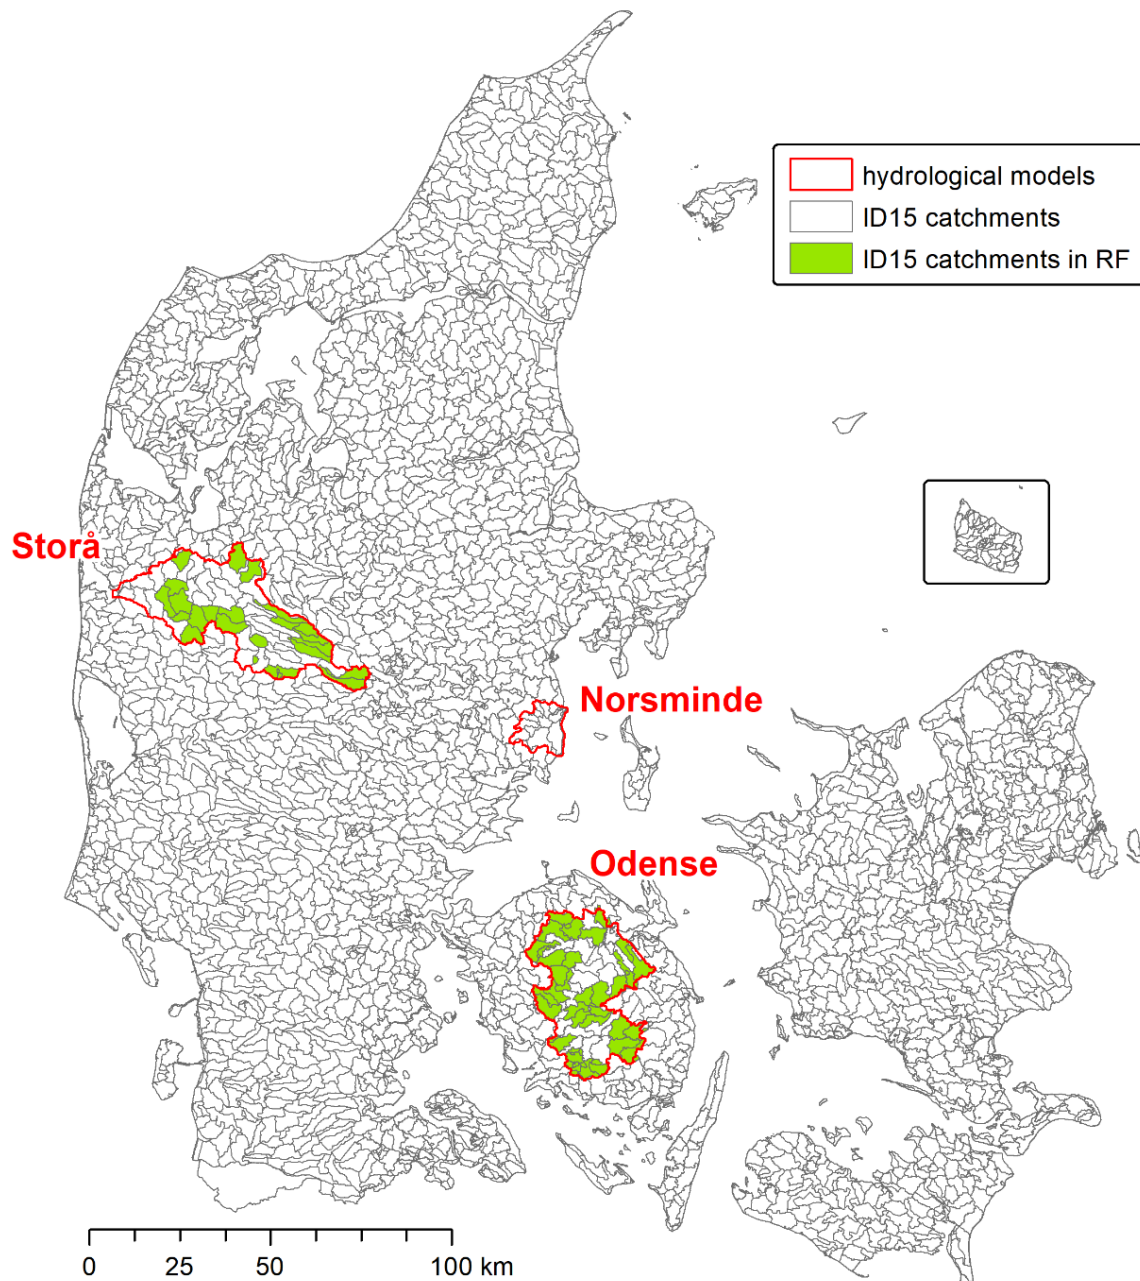 hydrological models
ID15 catchments
ID15 catchments in RF
Storå
Norsminde
Odense
0 25 50 100 km